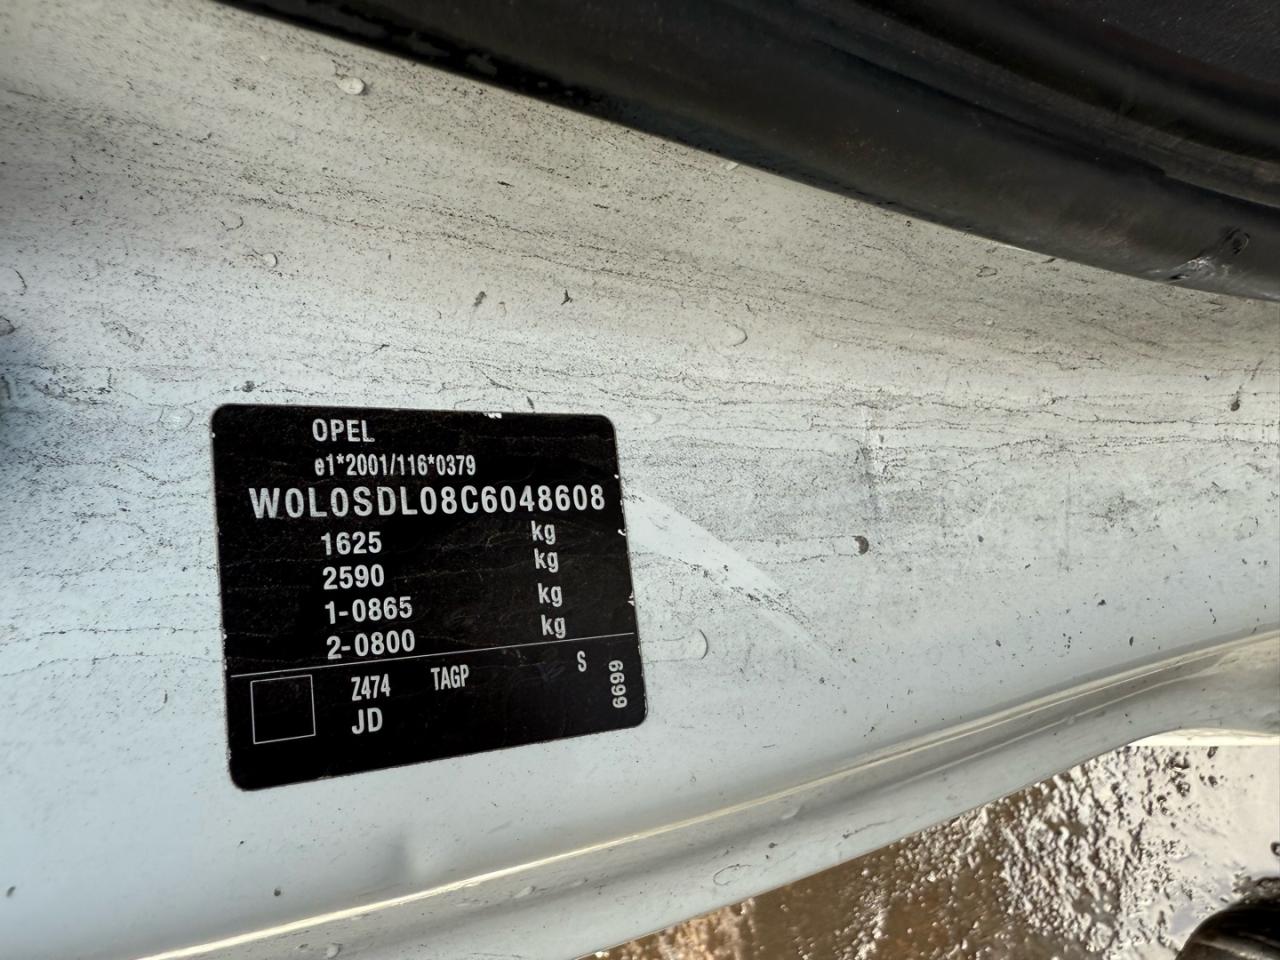 OPEL
e1*2001/116*0379
W0L0SDL08C6048608
1625 kg
2590 kg
1-0865 kg
2-0800 kg
Z474 TAGP S
JD
6699